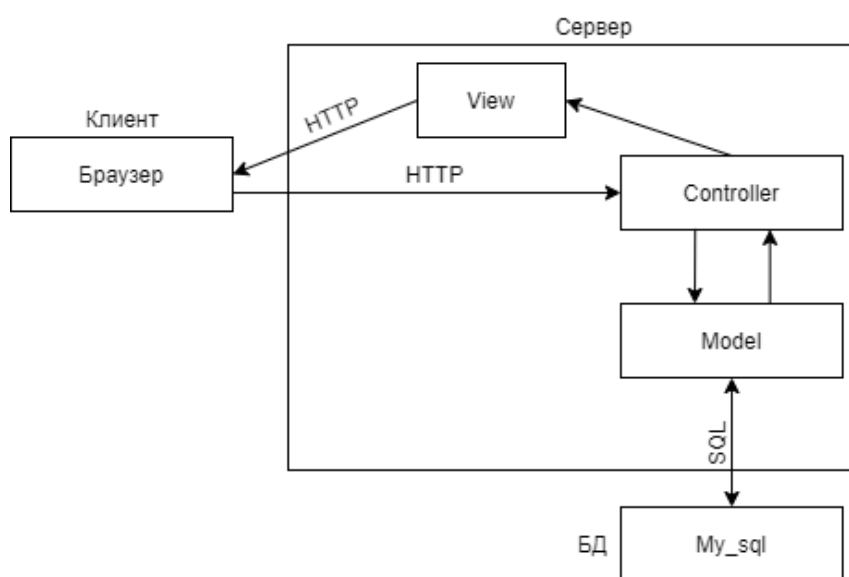 Сервер
View
HTTP
Клиент
Браузер
HTTP
Controller
Model
SQL
БД
My_sql